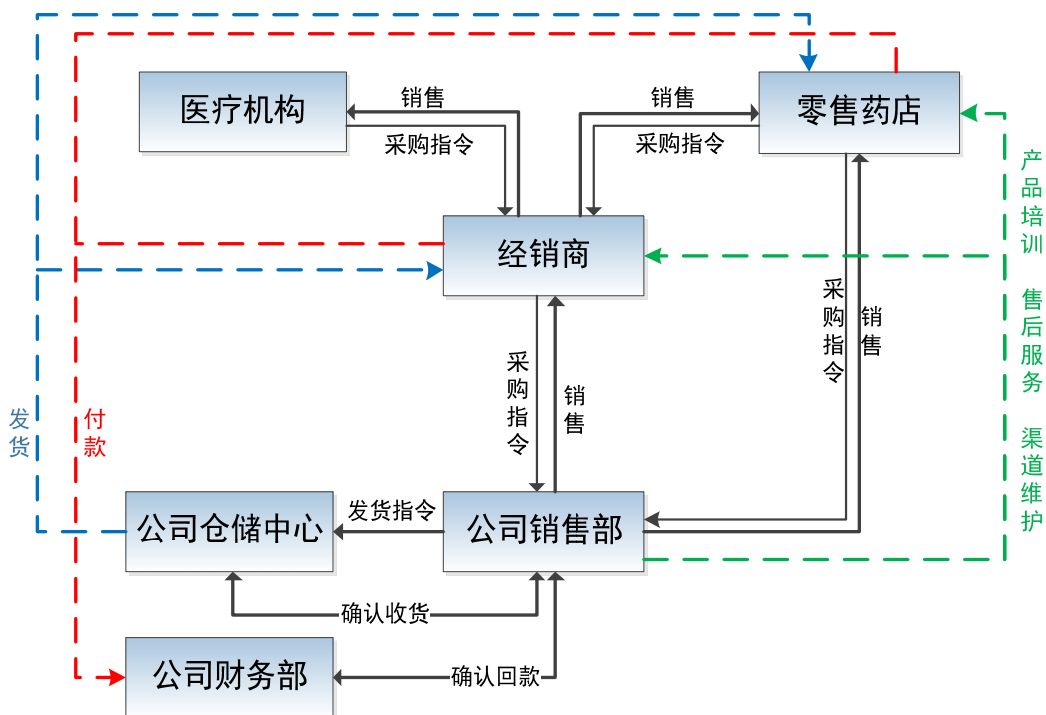 医疗机构
销售
采购指令
销售
采购指令
零售药店
经销商
产品培训 售后服务 渠道维护
采购指令
销售
采购指令
销售
发货
付款
公司仓储中心
发货指令
公司销售部
确认收货
公司财务部
确认回款